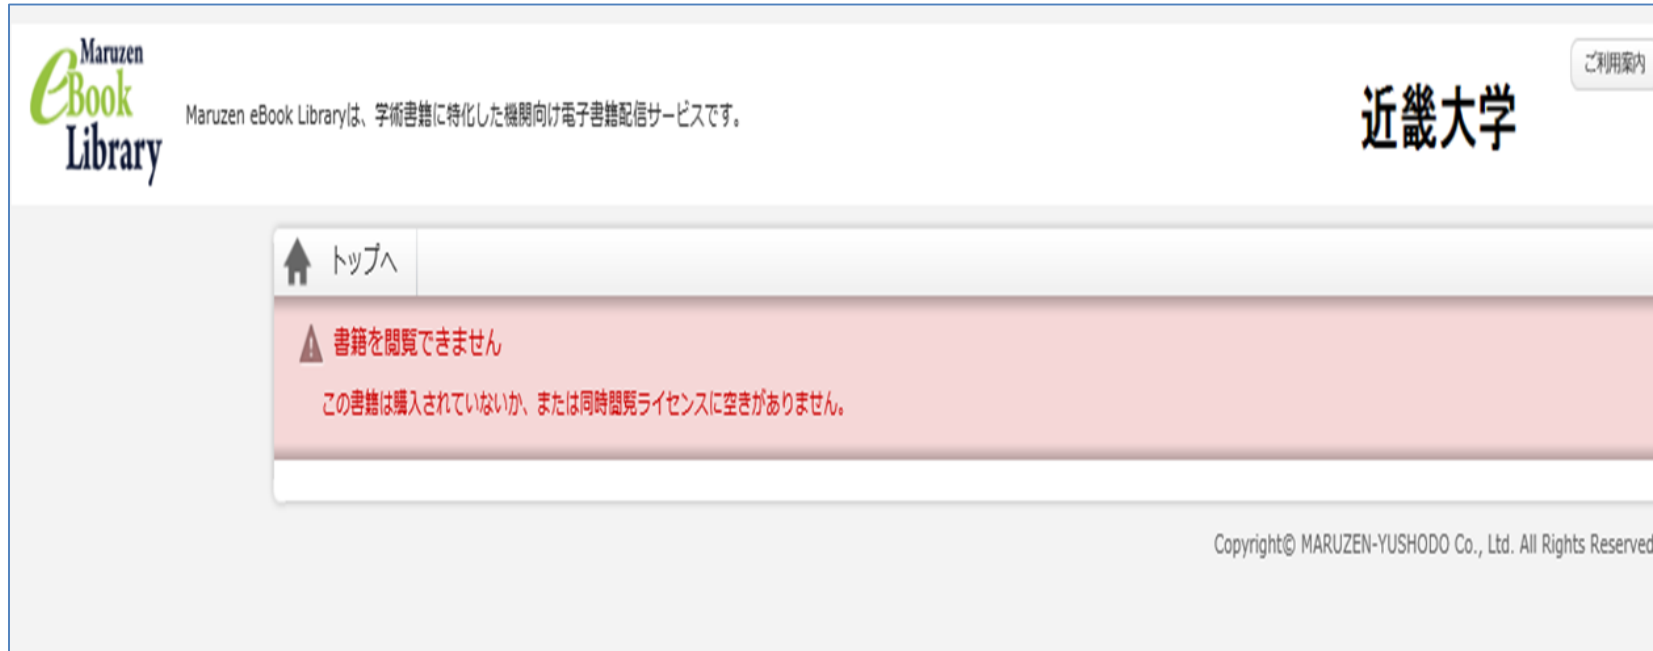 Maruzen
eBook
Library
Maruzen eBook Libraryは、学術書籍に特化した機関向け電子書籍配信サービスです。
近畿大学
ご利用案内
トップへ
書籍を閲覧できません
この書籍は購入されていないか、または同時閲覧ライセンスに空きがありません。
Copyright© MARUZEN-YUSHODO Co., Ltd. All Rights Reserved